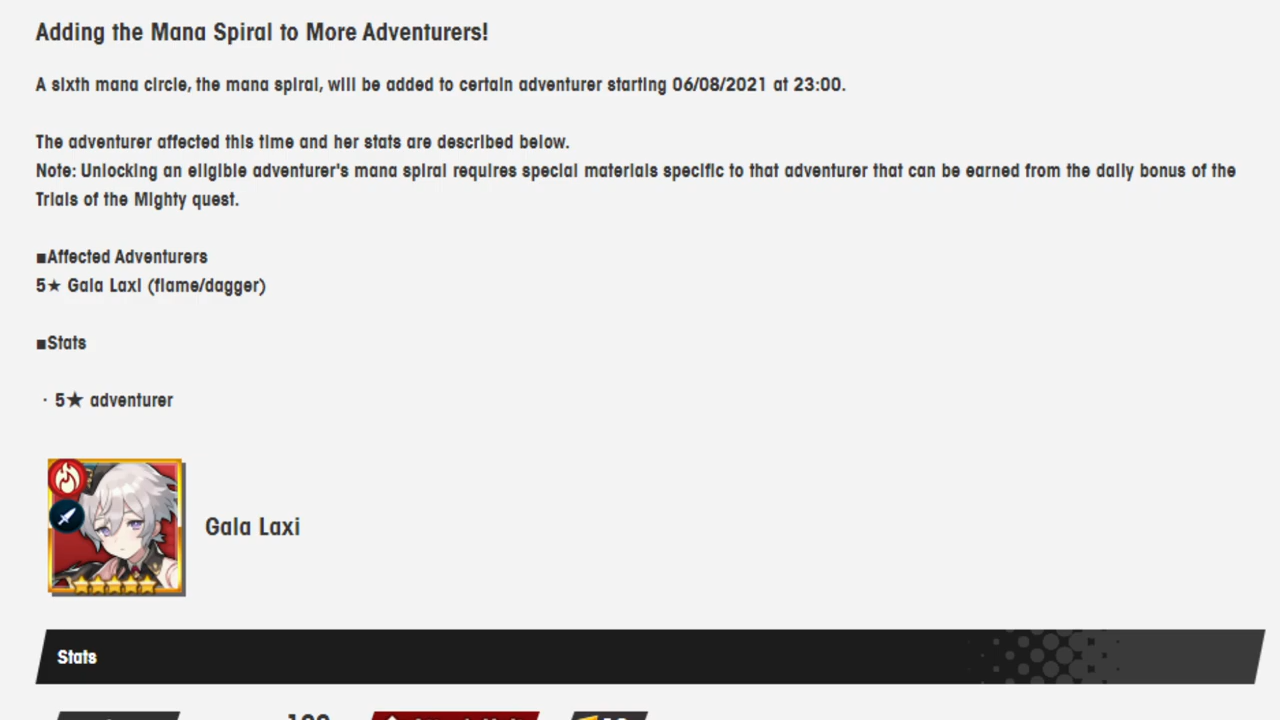 Adding the Mana Spiral to More Adventurers!
A sixth mana circle, the mana spiral, will be added to certain adventurer starting 06/08/2021 at 23:00.
The adventurer affected this time and her stats are described below.
Note: Unlocking an eligible adventurer's mana spiral requires special materials specific to that adventurer that can be earned from the daily bonus of the
Trials of the Mighty quest.
■Affected Adventurers
5★ Gala Laxi (flame/dagger)
■Stats
・5★ adventurer
Gala Laxi
Stats